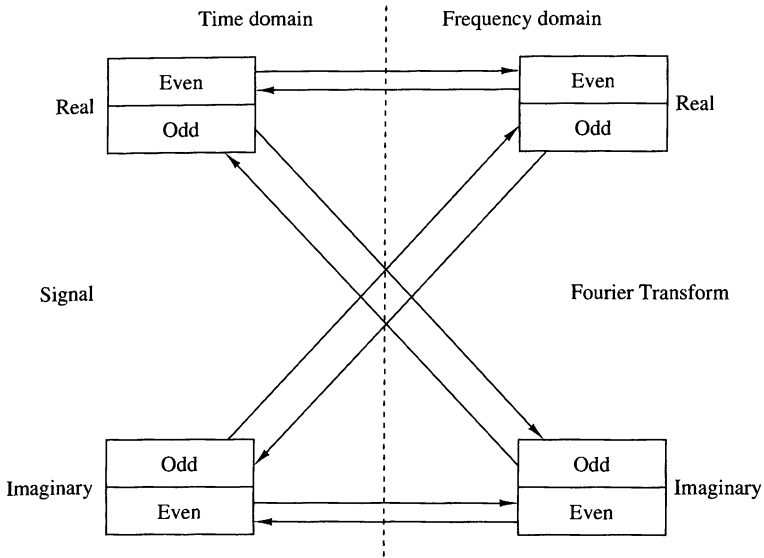 Time domain
Frequency domain
Real
Even
Odd
Even
Odd
Real
Signal
Fourier Transform
Imaginary
Odd
Even
Odd
Even
Imaginary